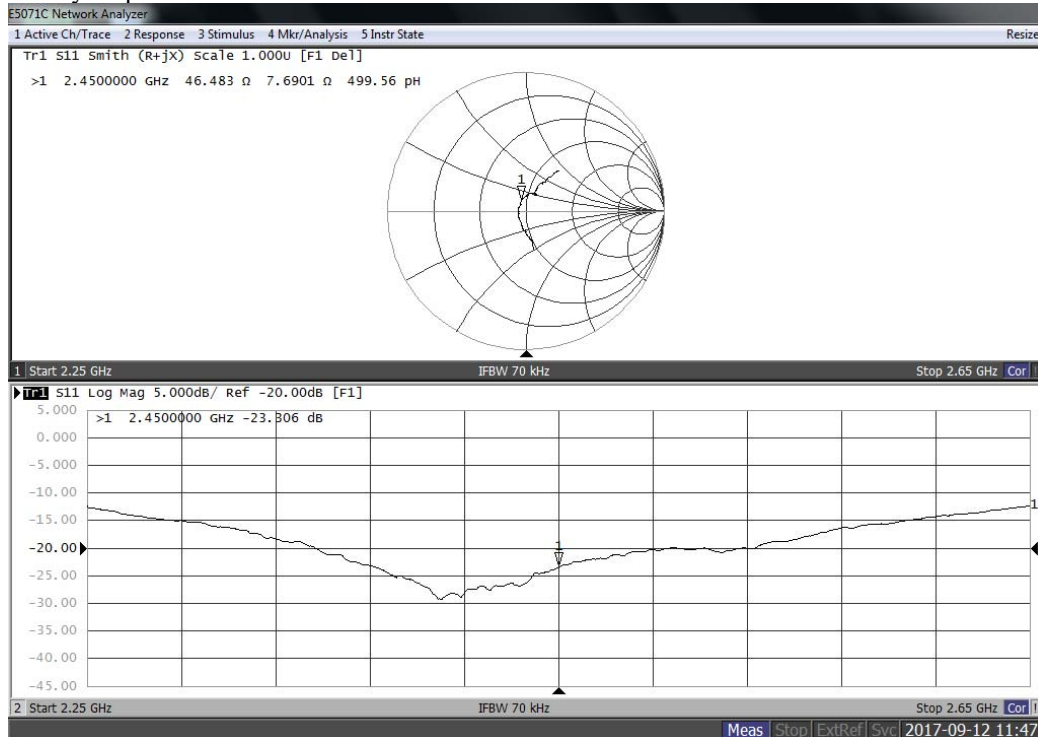 E5071C Network Analyzer
1 Active Ch/Trace 2 Response 3 Stimulus 4 Mkr/Analysis 5 Instr State Resize
Tr1 S11 Smith (R+jX) Scale 1.000U [F1 Del]
>1 2.4500000 GHz 46.483 Ω 7.6901 Ω 499.56 pH
1
1 Start 2.25 GHz IFBW 70 kHz Stop 2.65 GHz Cor !
Tr1 S11 Log Mag 5.000dB/ Ref -20.00dB [F1]
5.000
>1 2.4500000 GHz -23.306 dB
0.000
-5.000
-10.00
1
-15.00
-20.00
1
-25.00
-30.00
-35.00
-40.00
-45.00
2 Start 2.25 GHz IFBW 70 kHz Stop 2.65 GHz Cor !
Meas Stop ExtRef Svc 2017-09-12 11:47